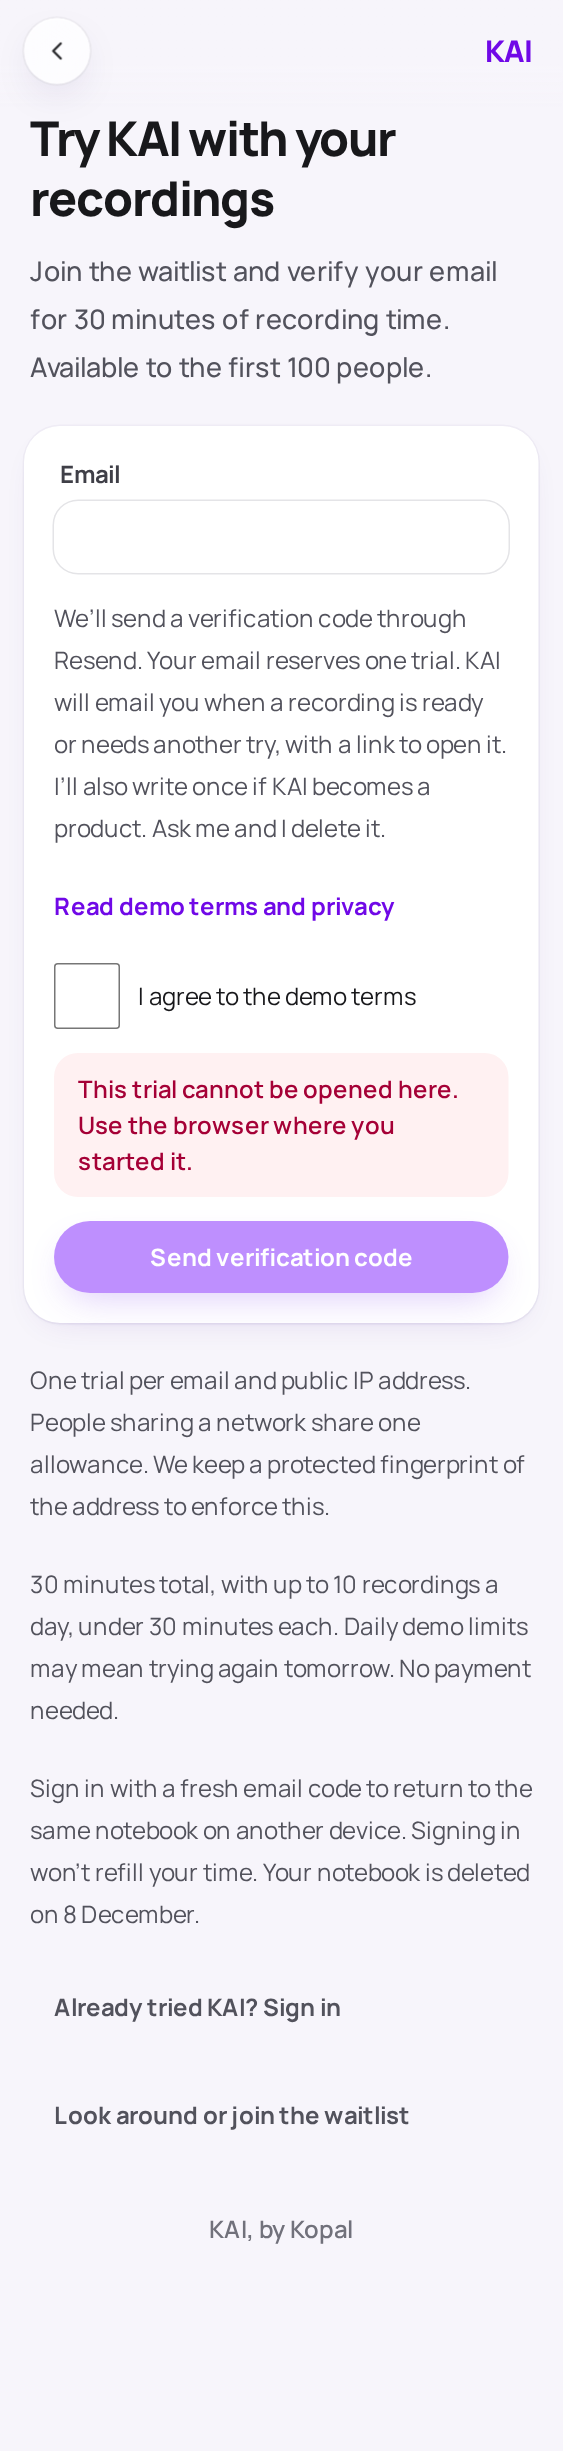 KAI
Try KAI with your
recordings
Join the waitlist and verify your email
for 30 minutes of recording time.
Available to the first 100 people.
Email
We’ll send a verification code through
Resend. Your email reserves one trial. KAI
will email you when a recording is ready
or needs another try, with a link to open it.
I’ll also write once if KAI becomes a
product. Ask me and I delete it.
Read demo terms and privacy
I agree to the demo terms
This trial cannot be opened here.
Use the browser where you
started it.
Send verification code
One trial per email and public IP address.
People sharing a network share one
allowance. We keep a protected fingerprint of
the address to enforce this.
30 minutes total, with up to 10 recordings a
day, under 30 minutes each. Daily demo limits
may mean trying again tomorrow. No payment
needed.
Sign in with a fresh email code to return to the
same notebook on another device. Signing in
won’t refill your time. Your notebook is deleted
on 8 December.
Already tried KAI? Sign in
Look around or join the waitlist
KAI, by Kopal